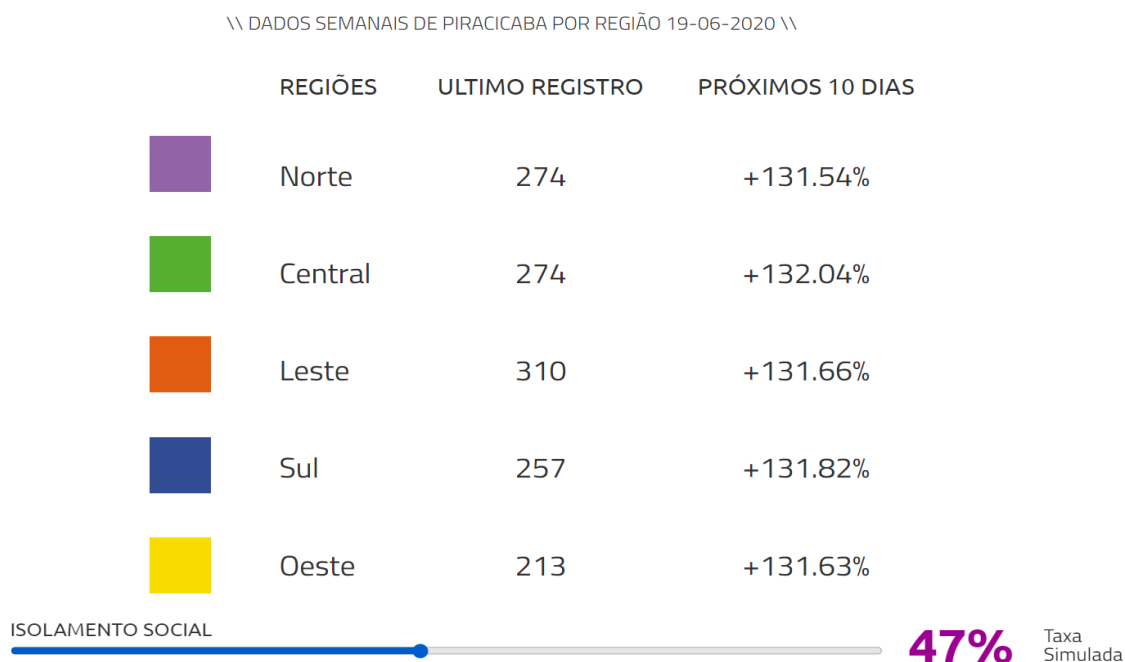 \\ DADOS SEMANAIS DE PIRACICABA POR REGIÃO 19-06-2020 \\
REGIÕES ULTIMO REGISTRO PRÓXIMOS 10 DIAS
Norte 274 +131.54%
Central 274 +132.04%
Leste 310 +131.66%
Sul 257 +131.82%
Oeste 213 +131.63%
ISOLAMENTO SOCIAL
47% Taxa
Simulada